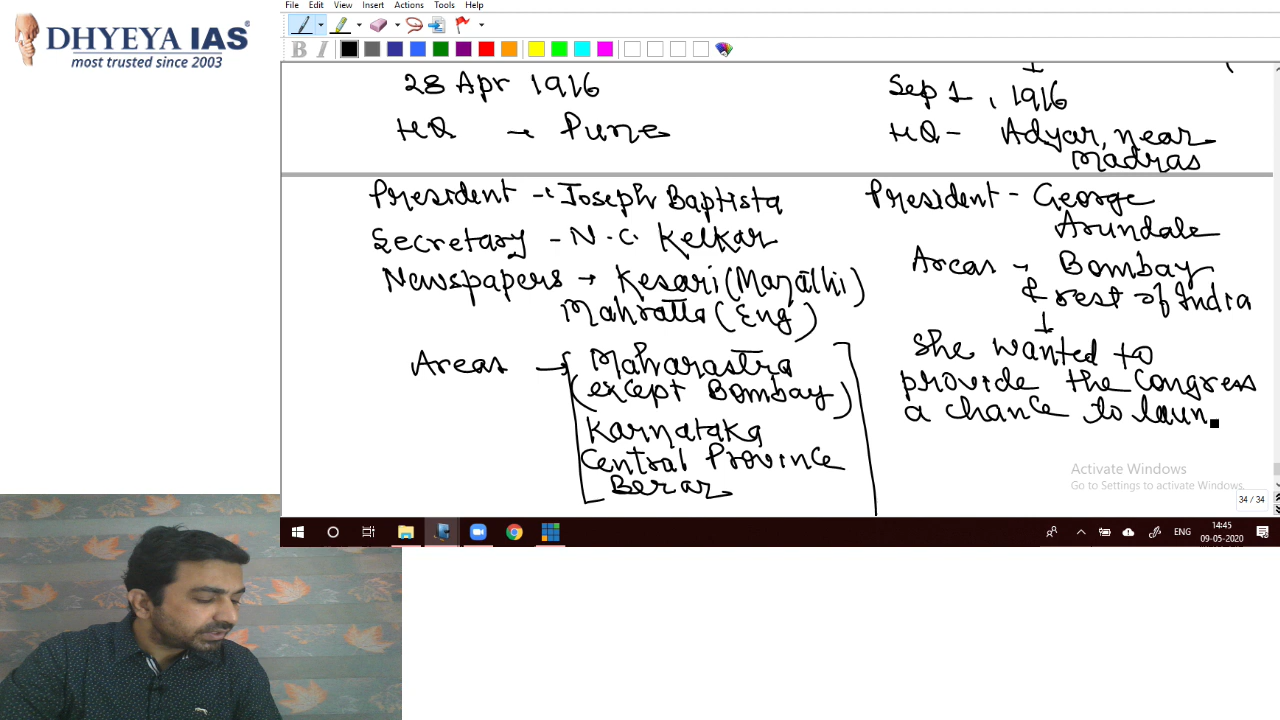 DHYEYA IAS®
most trusted since 2003
File Edit View Insert Actions Tools Help
B I
28 Apr 1916
HQ → Pune
President -: Joseph Baptista
Secretary - N.C. Kelkar
Newspapers → Kesari (Marathi)
Mahratta (Eng)
Areas → Maharastra
(except Bombay)
Karnataka
Central Province
Berar
Sep 1, 1916
HQ - Adyar, near
Madras
President - George
Arundale
Areas → Bombay
& rest of India
↓
She wanted to
provide the Congress
a chance to laun
Activate Windows
Go to Settings to activate Windows.
34 / 34
ENG
14:45
09-05-2020